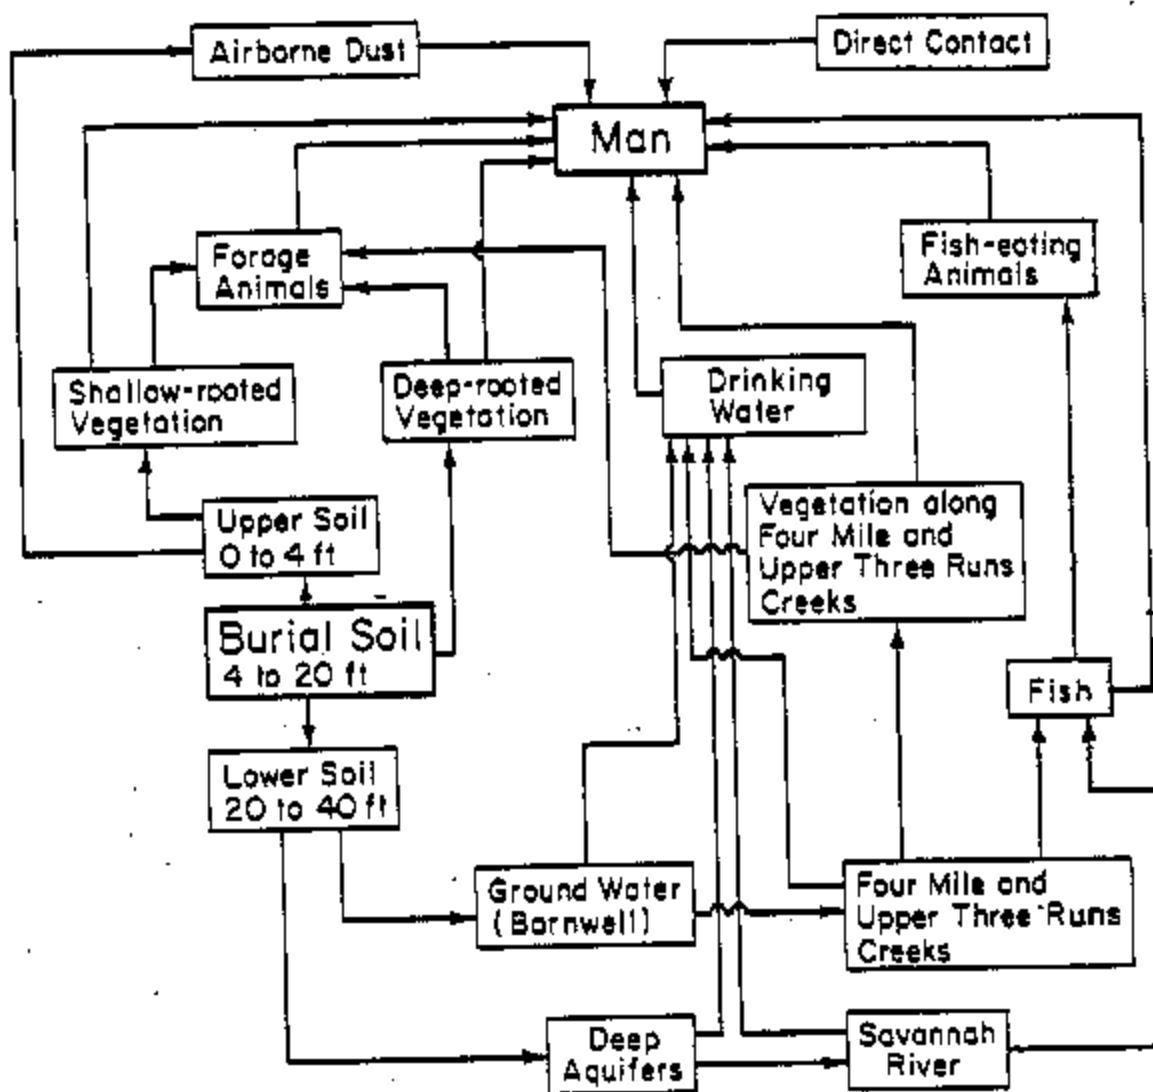 Airborne Dust
Direct Contact
Man
Forage
Animals
Fish-eating
Animals
Shallow-rooted
Vegetation
Deep-rooted
Vegetation
Drinking
Water
Upper Soil
0 to 4 ft
Vegetation along
Four Mile and
Upper Three Runs
Creeks
Burial Soil
4 to 20 ft
Fish
Lower Soil
20 to 40 ft
Ground Water
(Barnwell)
Four Mile and
Upper Three Runs
Creeks
Deep
Aquifers
Savannah
River